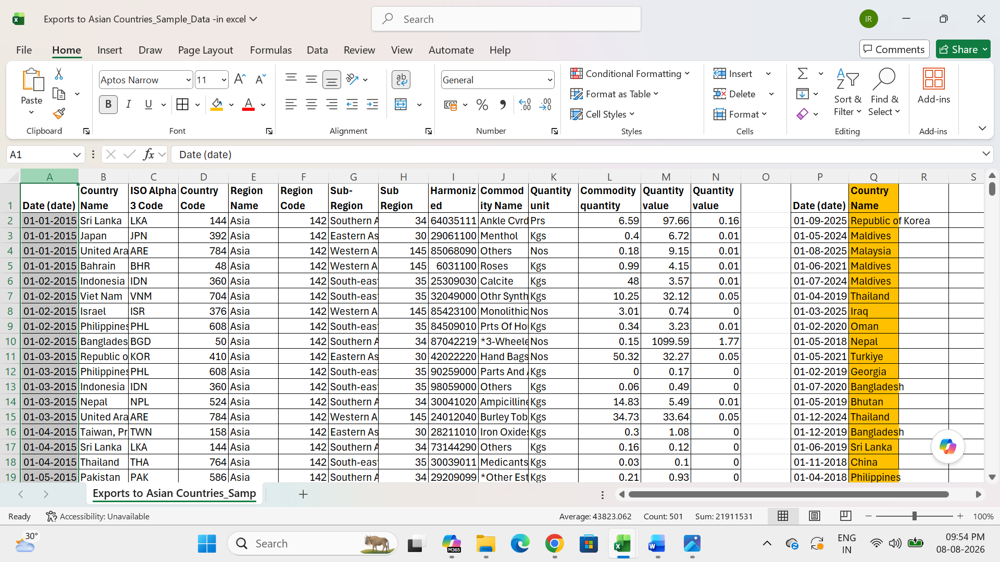 Exports to Asian Countries_Sample_Data -in excel
Search
IR
File Home Insert Draw Page Layout Formulas Data Review View Automate Help
Comments Share
Paste
Clipboard
Aptos Narrow 11
B I U
Font
ab
Alignment
General
% .00
Number
Conditional Formatting
Format as Table
Cell Styles
Styles
Insert
Delete
Format
Cells
Sort & Filter
Find & Select
Editing
Add-ins
Add-ins
A1 fx Date (date)
A B C D E F G H I J K L M N O P Q R S
1 Date (date) Country Name ISO Alpha 3 Code Country Code Region Name Region Code Sub-Region Sub Region Harmonized Commodity Name Quantity unit Commodity quantity Quantity value Quantity value Date (date) Country Name
2 01-01-2015 Sri Lanka LKA 144 Asia 142 Southern A 34 64035111 Ankle Cvrd Prs 6.59 97.66 0.16 01-09-2025 Republic of Korea
3 01-01-2015 Japan JPN 392 Asia 142 Eastern As 30 29061100 Menthol Kgs 0.4 6.72 0.01 01-05-2024 Maldives
4 01-01-2015 United Ara ARE 784 Asia 142 Western A 145 85068090 Others Nos 0.18 9.15 0.01 01-08-2025 Malaysia
5 01-01-2015 Bahrain BHR 48 Asia 142 Western A 145 6031100 Roses Kgs 0.99 4.15 0.01 01-06-2021 Maldives
6 01-02-2015 Indonesia IDN 360 Asia 142 South-east 35 25309030 Calcite Kgs 48 3.57 0.01 01-07-2024 Maldives
7 01-02-2015 Viet Nam VNM 704 Asia 142 South-east 35 32049000 Othr Synth Kgs 10.25 32.12 0.05 01-04-2019 Thailand
8 01-02-2015 Israel ISR 376 Asia 142 Western A 145 85423100 Monolithic Nos 3.01 0.74 0 01-03-2025 Iraq
9 01-02-2015 Philippines PHL 608 Asia 142 South-east 35 84509010 Prts Of Ho Kgs 0.34 3.23 0.01 01-02-2020 Oman
10 01-02-2015 Banglades BGD 50 Asia 142 Southern A 34 87042219 *3-Wheele Nos 0.15 1099.59 1.77 01-05-2018 Nepal
11 01-03-2015 Republic o KOR 410 Asia 142 Eastern As 30 42022220 Hand Bags Nos 50.32 32.27 0.05 01-05-2021 Turkiye
12 01-03-2015 Philippines PHL 608 Asia 142 South-east 35 90259000 Parts And A Kgs 0 0.17 0 01-02-2019 Georgia
13 01-03-2015 Indonesia IDN 360 Asia 142 South-east 35 98059000 Others Kgs 0.06 0.49 0 01-07-2020 Bangladesh
14 01-03-2015 Nepal NPL 524 Asia 142 Southern A 34 30041020 Ampicilline Kgs 14.83 5.49 0.01 01-05-2019 Bhutan
15 01-03-2015 United Ara ARE 784 Asia 142 Western A 145 24012040 Burley Tob Kgs 34.73 33.64 0.05 01-12-2024 Thailand
16 01-04-2015 Taiwan, Pr TWN 158 Asia 142 Eastern As 30 28211010 Iron Oxides Kgs 0.3 1.08 0 01-12-2019 Bangladesh
17 01-04-2015 Sri Lanka LKA 144 Asia 142 Southern A 34 73144290 Others Kgs 0.16 0.12 0 01-06-2019 Sri Lanka
18 01-04-2015 Thailand THA 764 Asia 142 South-east 35 30039011 Medicants Kgs 0.03 0.1 0 01-11-2018 China
19 01-05-2015 Pakistan PAK 586 Asia 142 Southern A 34 29209099 *Other Est Kgs 0.21 0.93 0 01-04-2018 Philippines
Exports to Asian Countries_Samp
Ready Accessibility: Unavailable Average: 43823.062 Count: 501 Sum: 21911531 100%
30° Search M365 ENG IN 09:54 PM 08-08-2026